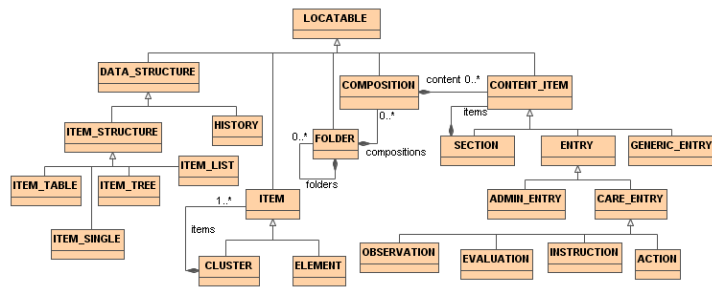 LOCATABLE
DATA_STRUCTURE
COMPOSITION
content 0..*
CONTENT_ITEM
items
0..*
ITEM_STRUCTURE
HISTORY
0..*
FOLDER
compositions
SECTION
ENTRY
GENERIC_ENTRY
ITEM_LIST
ITEM_TABLE
ITEM_TREE
folders
1..*
ITEM
ADMIN_ENTRY
CARE_ENTRY
items
ITEM_SINGLE
CLUSTER
ELEMENT
OBSERVATION
EVALUATION
INSTRUCTION
ACTION